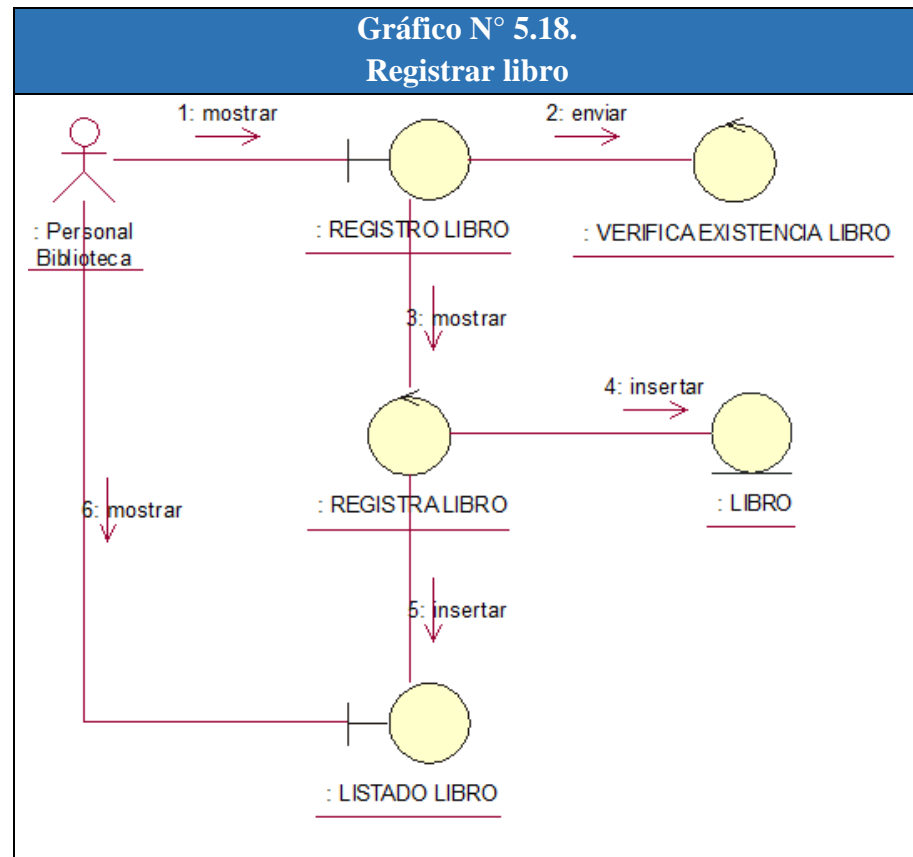 Gráfico N° 5.18.
Registrar libro
1: mostrar
2: enviar
: Personal
Biblioteca
: REGISTRO LIBRO
: VERIFICA EXISTENCIA LIBRO
3: mostrar
4: insertar
6: mostrar
: REGISTRA LIBRO
: LIBRO
5: insertar
: LISTADO LIBRO